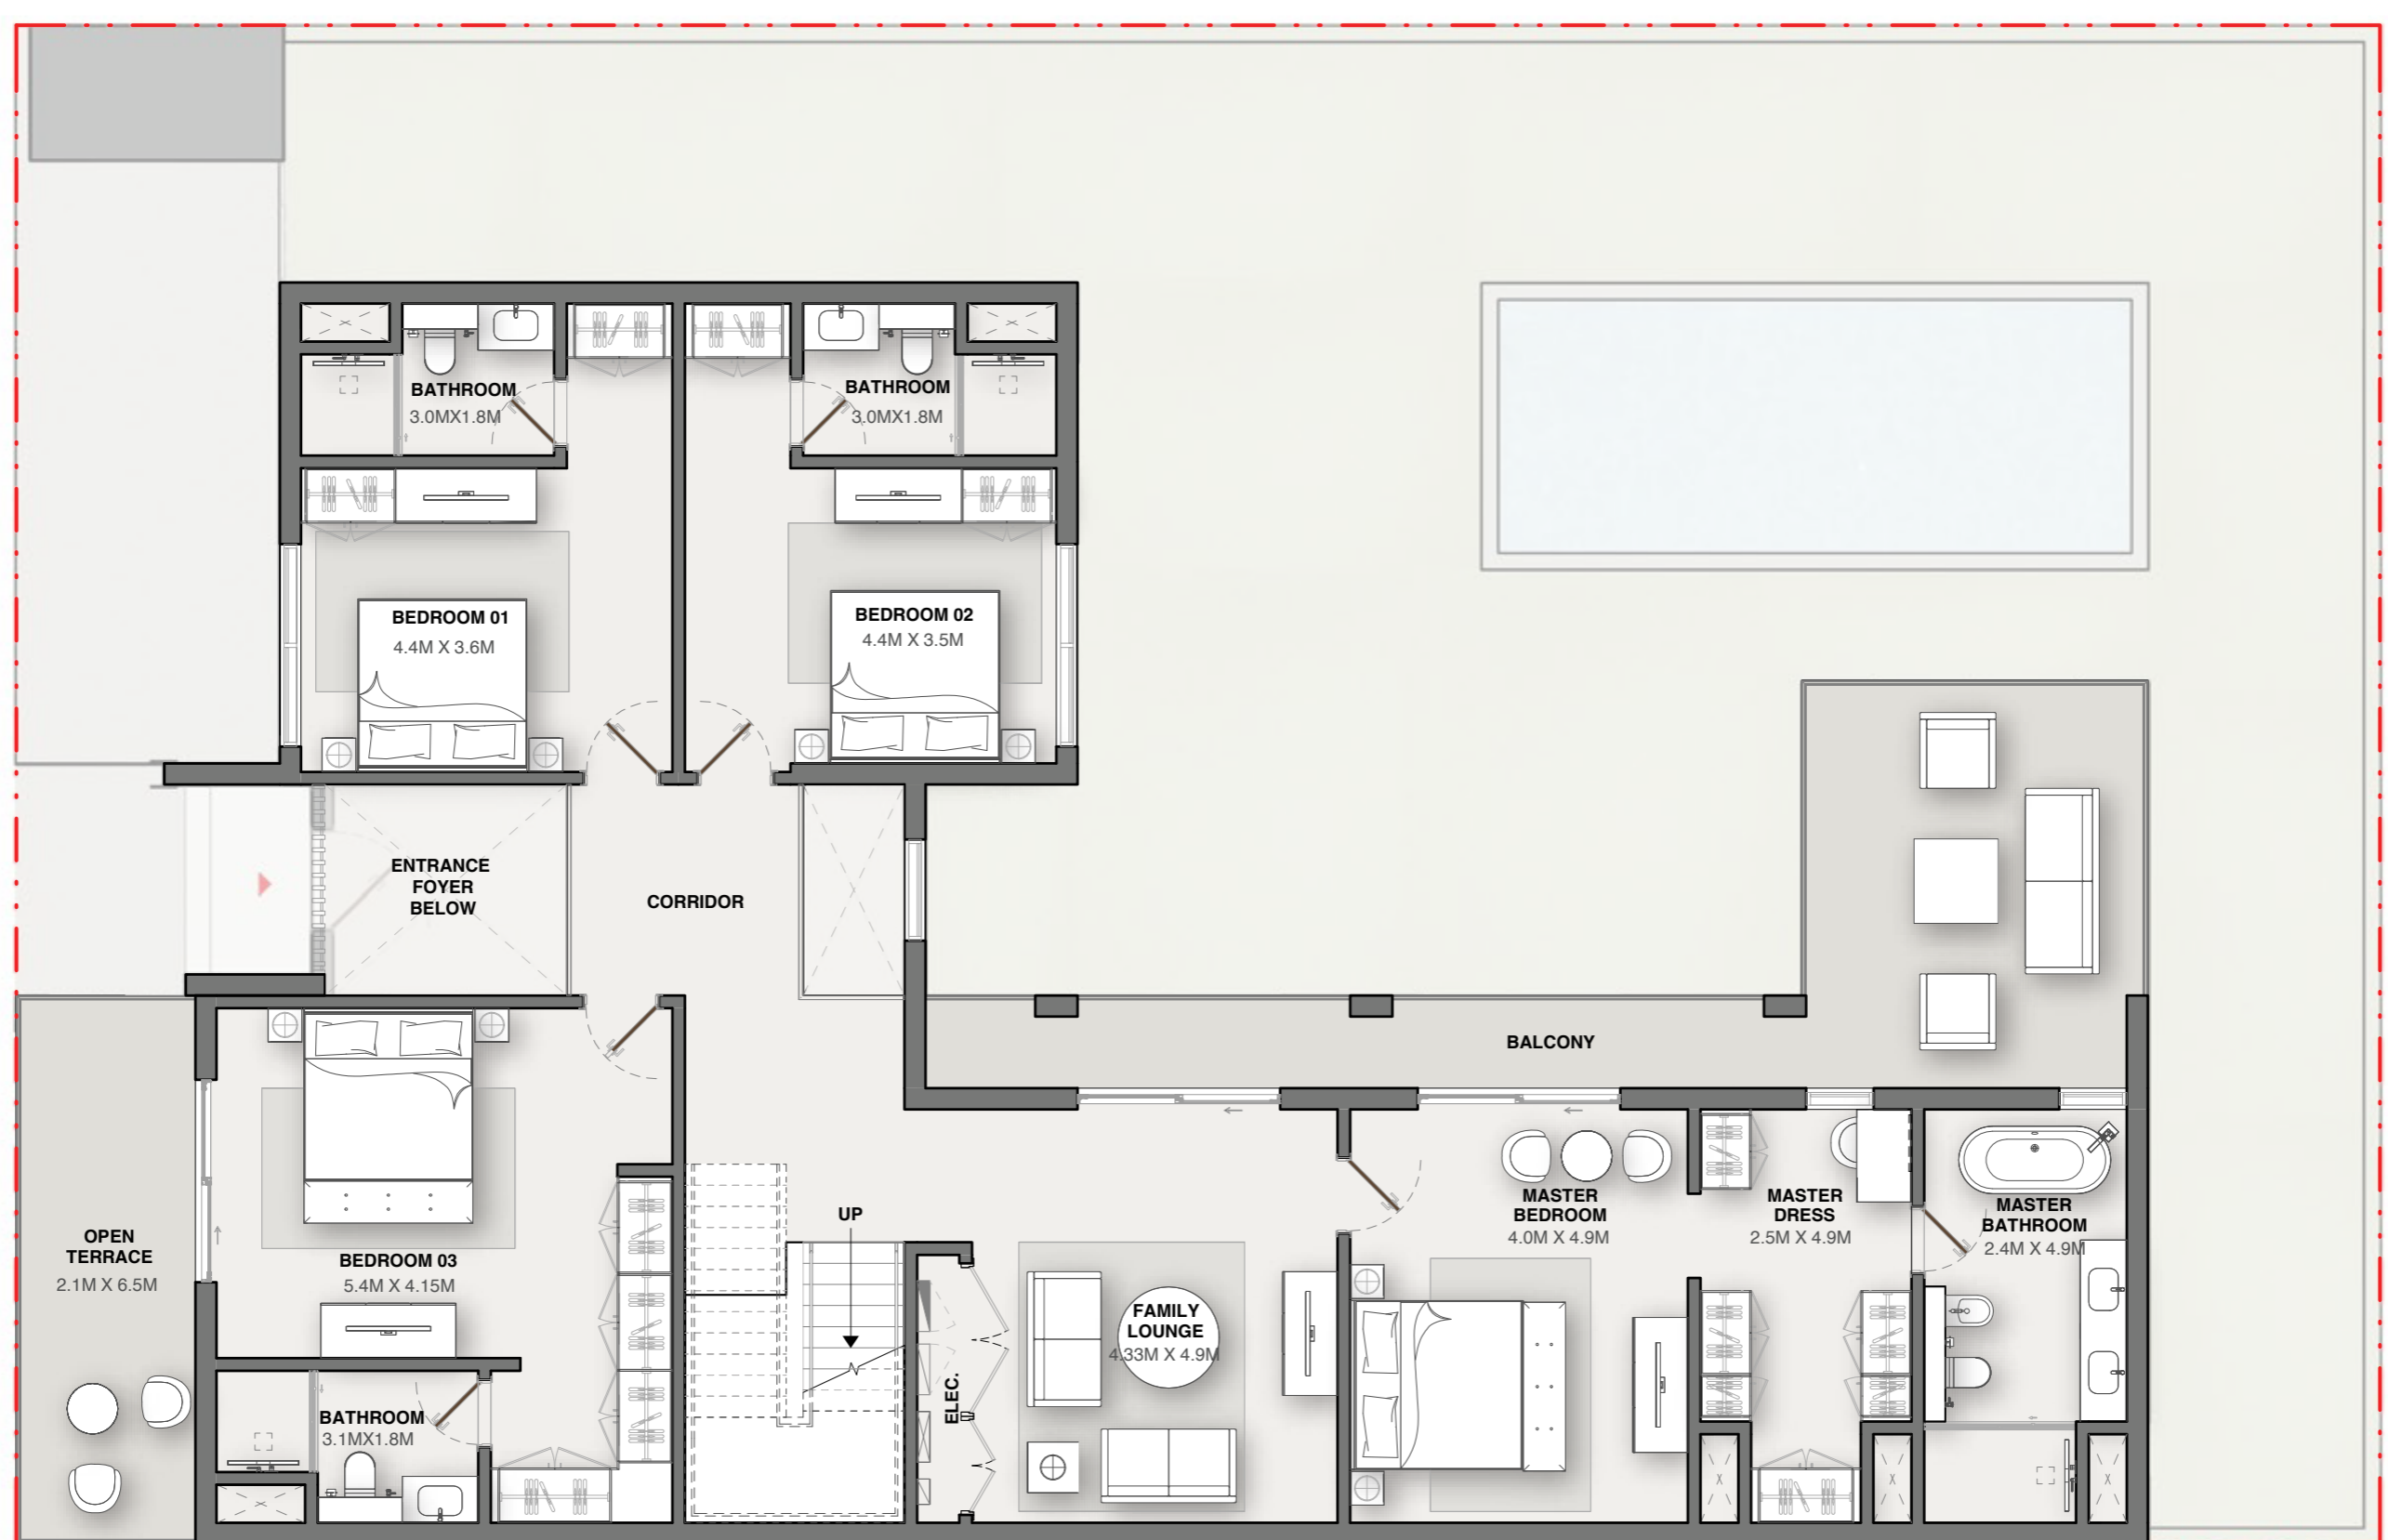 BATHROOM
3.0MX1.8M
BATHROOM
3.0MX1.8M
BEDROOM 01
4.4M X 3.6M
BEDROOM 02
4.4M X 3.5M
ENTRANCE
FOYER
BELOW
CORRIDOR
BALCONY
OPEN
TERRACE
2.1M X 6.5M
BEDROOM 03
5.4M X 4.15M
BATHROOM
3.1MX1.8M
UP
ELEC.
FAMILY
LOUNGE
4.33M X 4.9M
MASTER
BEDROOM
4.0M X 4.9M
MASTER
DRESS
2.5M X 4.9M
MASTER
BATHROOM
2.4M X 4.9M